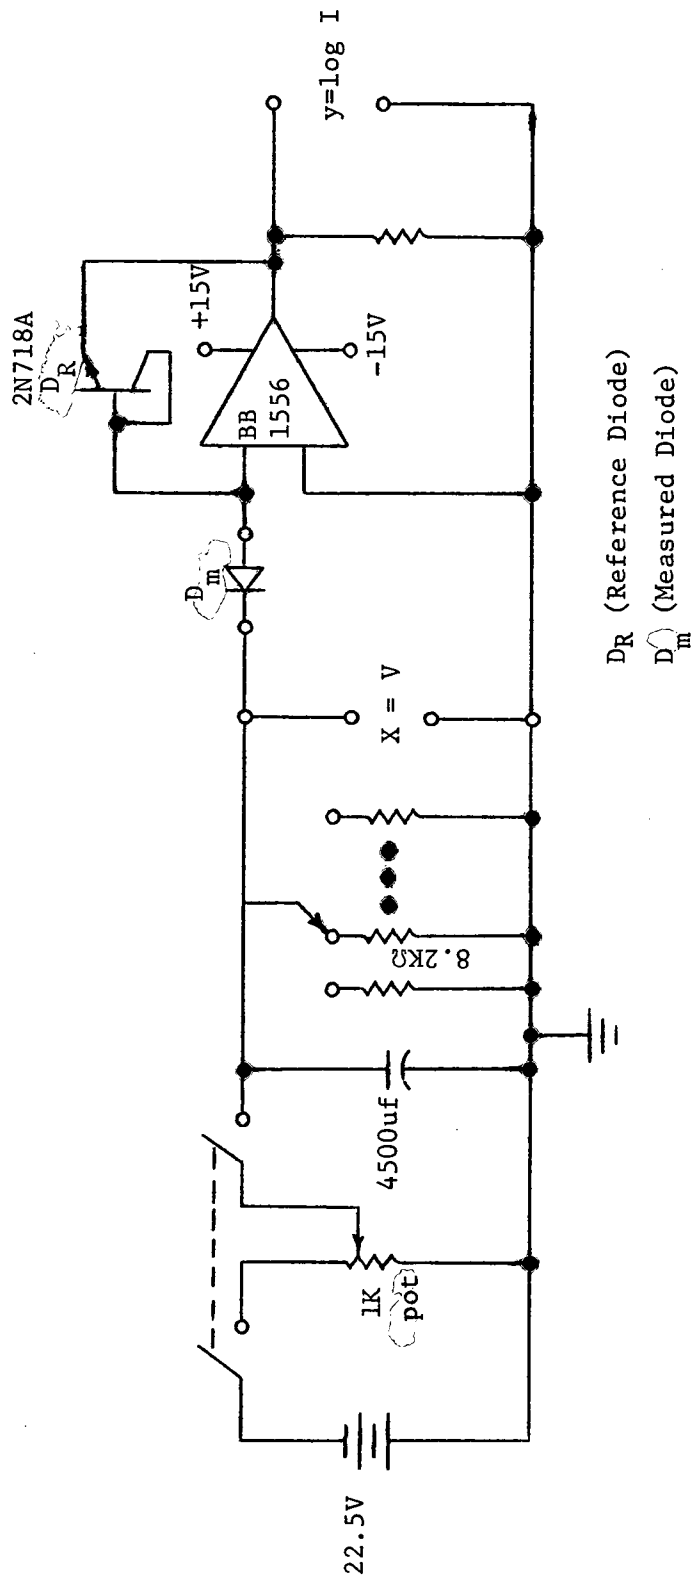 2N718A
D_R
+15V
BB
1556
-15V
y=log I
D_m
X = V
8.2KΩ
4500uf
1K
pot
22.5V
D_R (Reference Diode)
D_m (Measured Diode)